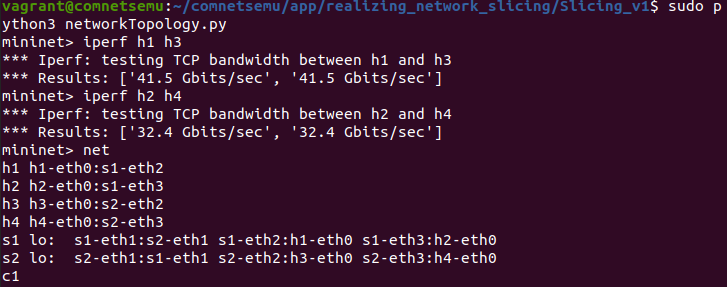 vagrant@comnetsemu:~/comnetsemu/app/realizing_network_slicing/Slicing_v1$ sudo p
ython3 networkTopology.py
mininet> iperf h1 h3
*** Iperf: testing TCP bandwidth between h1 and h3
*** Results: ['41.5 Gbits/sec', '41.5 Gbits/sec']
mininet> iperf h2 h4
*** Iperf: testing TCP bandwidth between h2 and h4
*** Results: ['32.4 Gbits/sec', '32.4 Gbits/sec']
mininet> net
h1 h1-eth0:s1-eth2
h2 h2-eth0:s1-eth3
h3 h3-eth0:s2-eth2
h4 h4-eth0:s2-eth3
s1 lo:  s1-eth1:s2-eth1 s1-eth2:h1-eth0 s1-eth3:h2-eth0
s2 lo:  s2-eth1:s1-eth1 s2-eth2:h3-eth0 s2-eth3:h4-eth0
c1